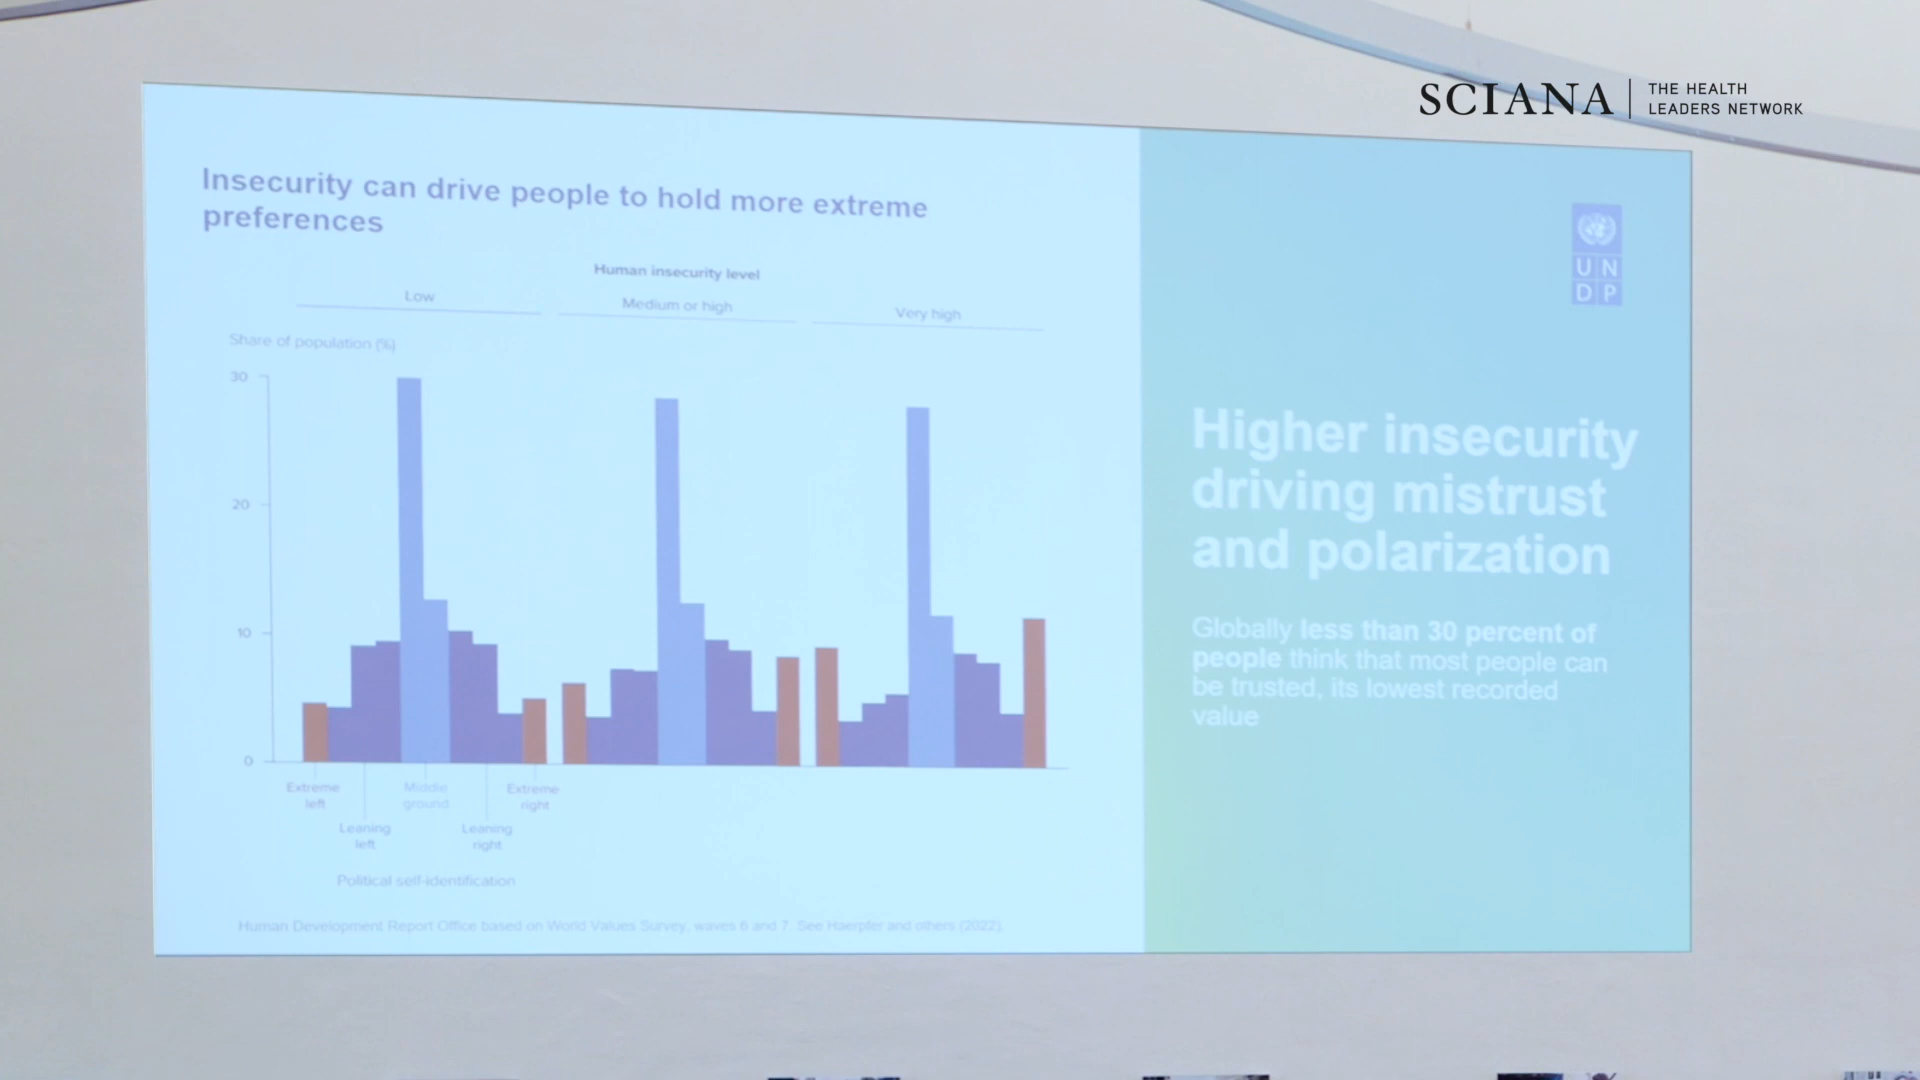 SCIANA
THE HEALTH
LEADERS NETWORK
Insecurity can drive people to hold more extreme
preferences
Human insecurity level
Low
Medium or high
Very high
Share of population (%)
30
20
10
0
Extreme
left
Leaning
left
Middle
ground
Leaning
right
Extreme
right
Political self-identification
Human Development Report Office based on World Values Survey, waves 6 and 7. See Haerpfer and others (2022).
U N
D P
Higher insecurity
driving mistrust
and polarization
Globally less than 30 percent of
people think that most people can
be trusted, its lowest recorded
value